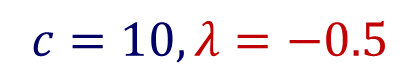 c = 10, λ = −0.5